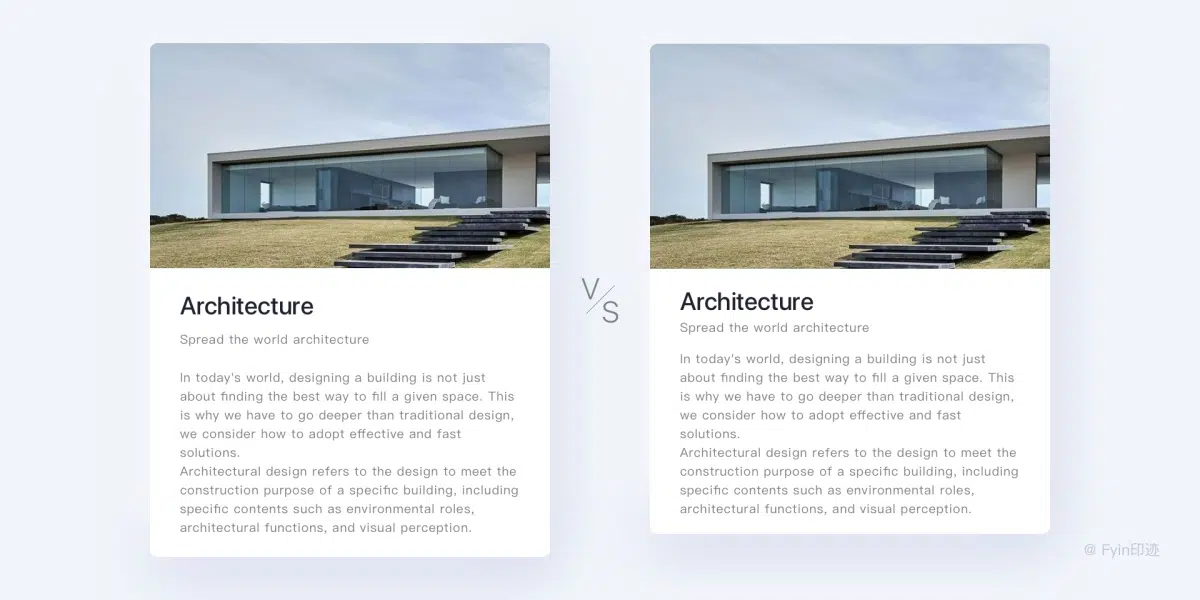 Architecture
Spread the world architecture
In today's world, designing a building is not just
about finding the best way to fill a given space. This
is why we have to go deeper than traditional design,
we consider how to adopt effective and fast
solutions.
Architectural design refers to the design to meet the
construction purpose of a specific building, including
specific contents such as environmental roles,
architectural functions, and visual perception.
V/S
Architecture
Spread the world architecture
In today's world, designing a building is not just
about finding the best way to fill a given space. This
is why we have to go deeper than traditional design,
we consider how to adopt effective and fast
solutions.
Architectural design refers to the design to meet the
construction purpose of a specific building, including
specific contents such as environmental roles,
architectural functions, and visual perception.
@ Fyin印迹